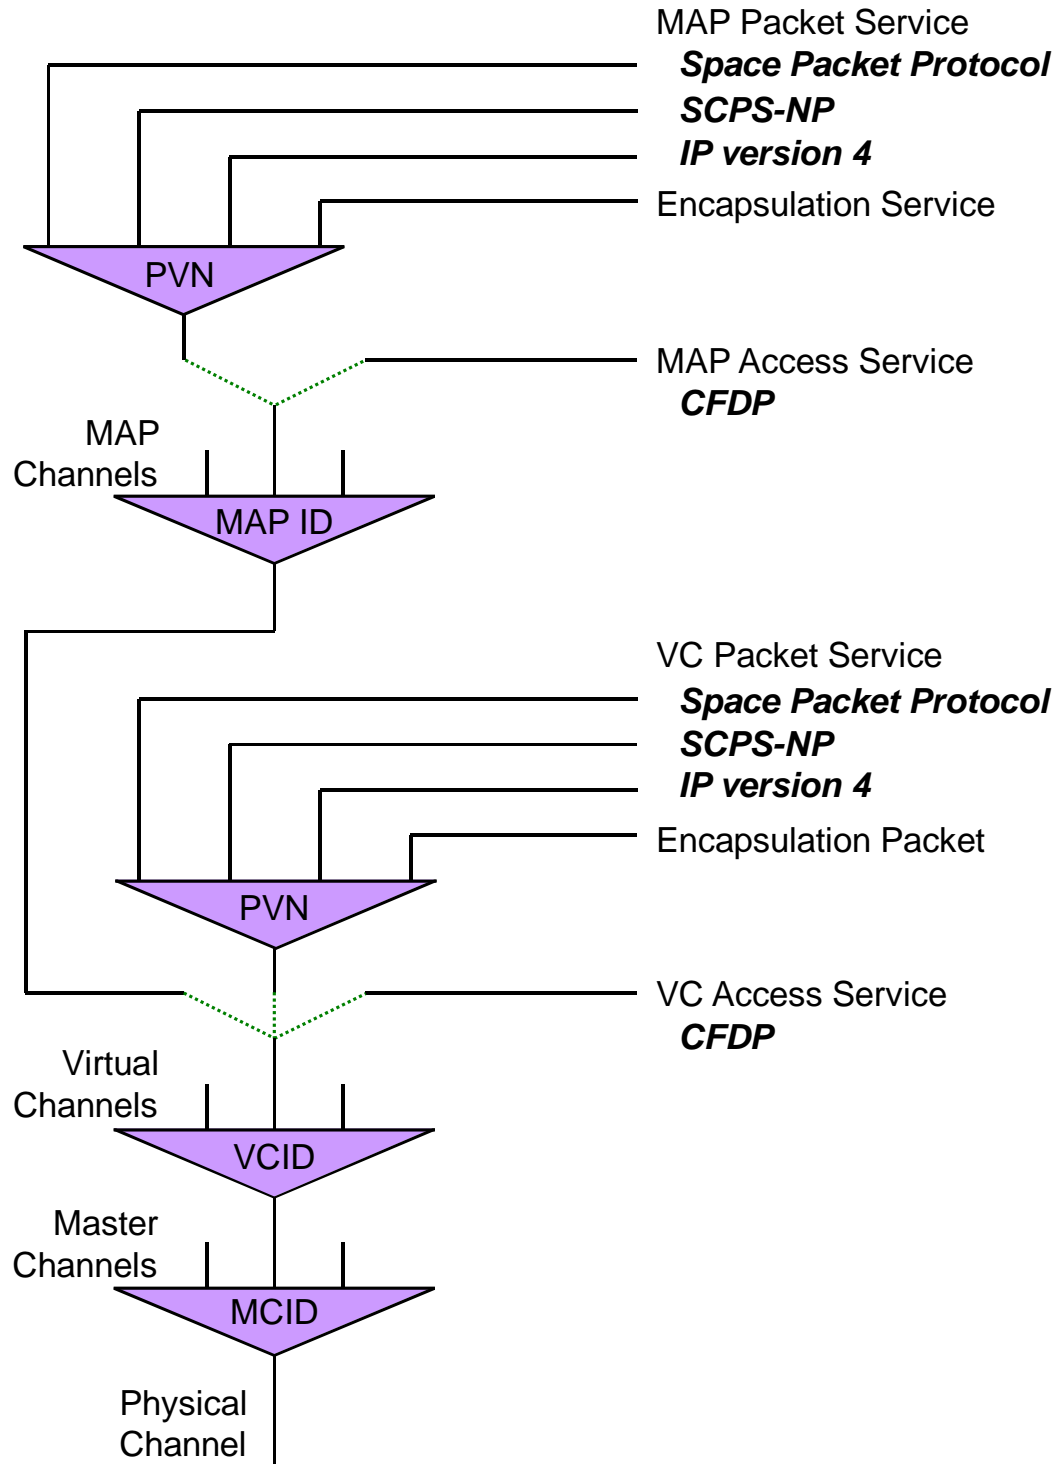 MAP Packet Service
Space Packet Protocol
SCPS-NP
IP version 4
Encapsulation Service
PVN
MAP Access Service
CFDP
MAP
Channels
MAP ID
VC Packet Service
Space Packet Protocol
SCPS-NP
IP version 4
Encapsulation Packet
PVN
VC Access Service
CFDP
Virtual
Channels
VCID
Master
Channels
MCID
Physical
Channel